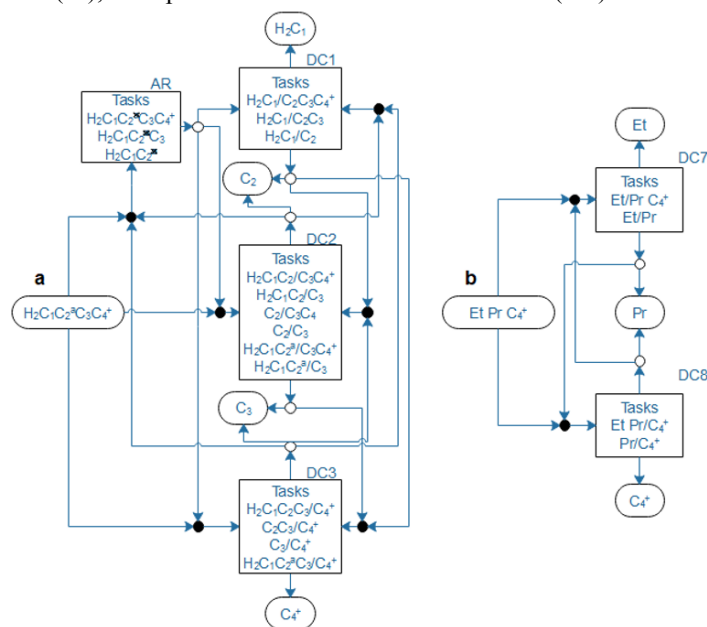 H₂C₁
DC1
Tasks
H₂C₁/C₂C₃C₄⁺
H₂C₁/C₂C₃
H₂C₁/C₂
AR
Tasks
H₂C₁C₂ˣC₃C₄⁺
H₂C₁C₂ˣC₃
H₂C₁C₂ˣ
C₂
DC2
Tasks
H₂C₁C₂/C₃C₄⁺
H₂C₁C₂/C₃
C₂/C₃C₄
C₂/C₃
H₂C₁C₂ᵃ/C₃C₄⁺
H₂C₁C₂ᵃ/C₃
a
H₂C₁C₂ᵃC₃C₄⁺
C₃
DC3
Tasks
H₂C₁C₂C₃/C₄⁺
C₂C₃/C₄⁺
C₃/C₄⁺
H₂C₁C₂ᵃC₃/C₄⁺
C₄⁺
Et
DC7
Tasks
Et/Pr C₄⁺
Et/Pr
b
Et Pr C₄⁺
Pr
DC8
Tasks
Et Pr/C₄⁺
Pr/C₄⁺
C₄⁺